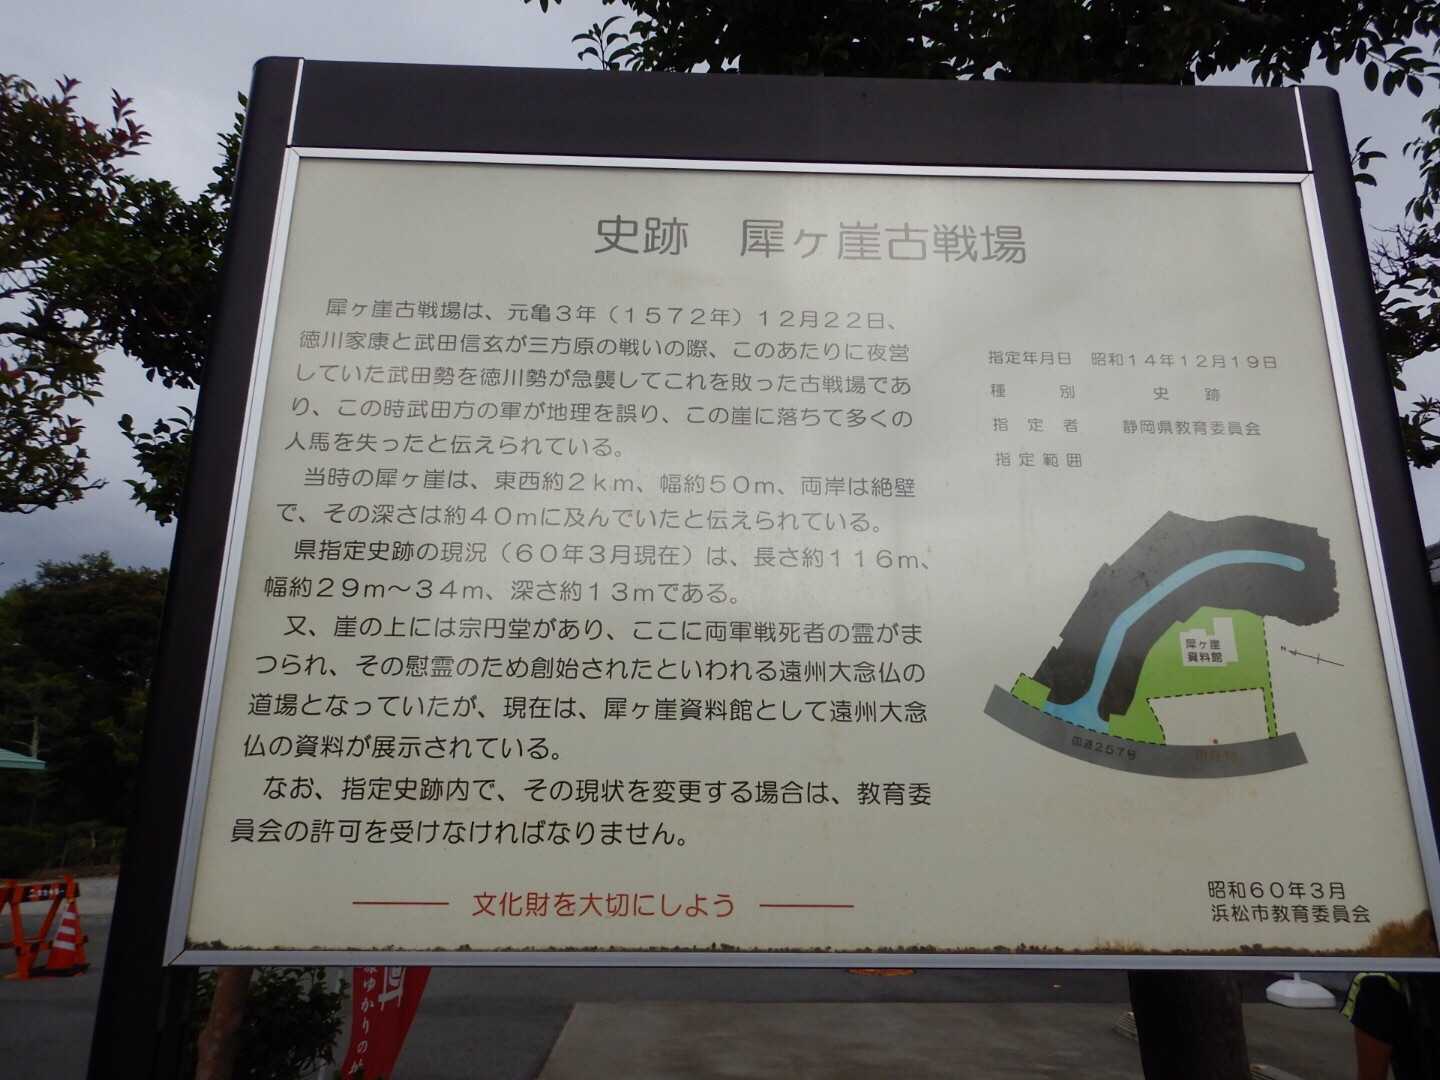 史跡　犀ヶ崖古戦場
犀ヶ崖古戦場は、元亀３年（１５７２年）１２月２２日、
徳川家康と武田信玄が三方原の戦いの際、このあたりに夜営
していた武田勢を徳川勢が急襲してこれを敗った古戦場であ
り、この時武田方の軍が地理を誤り、この崖に落ちて多くの
人馬を失ったと伝えられている。
当時の犀ヶ崖は、東西約２ｋｍ、幅約５０ｍ、両岸は絶壁
で、その深さは約４０ｍに及んでいたと伝えられている。
県指定史跡の現況（６０年３月現在）は、長さ約１１６ｍ、
幅約２９ｍ～３４ｍ、深さ約１３ｍである。
又、崖の上には宗円堂があり、ここに両軍戦死者の霊がま
つられ、その慰霊のため創始されたといわれる遠州大念仏の
道場となっていたが、現在は、犀ヶ崖資料館として遠州大念
仏の資料が展示されている。
なお、指定史跡内で、その現状を変更する場合は、教育委
員会の許可を受けなければなりません。
文化財を大切にしよう
指定年月日　昭和１４年１２月１９日
種　別　史　跡
指　定　者　静岡県教育委員会
指定範囲
犀ヶ崖
資料館
N
国道２５７号
現在地
昭和６０年３月
浜松市教育委員会
ゆかりの